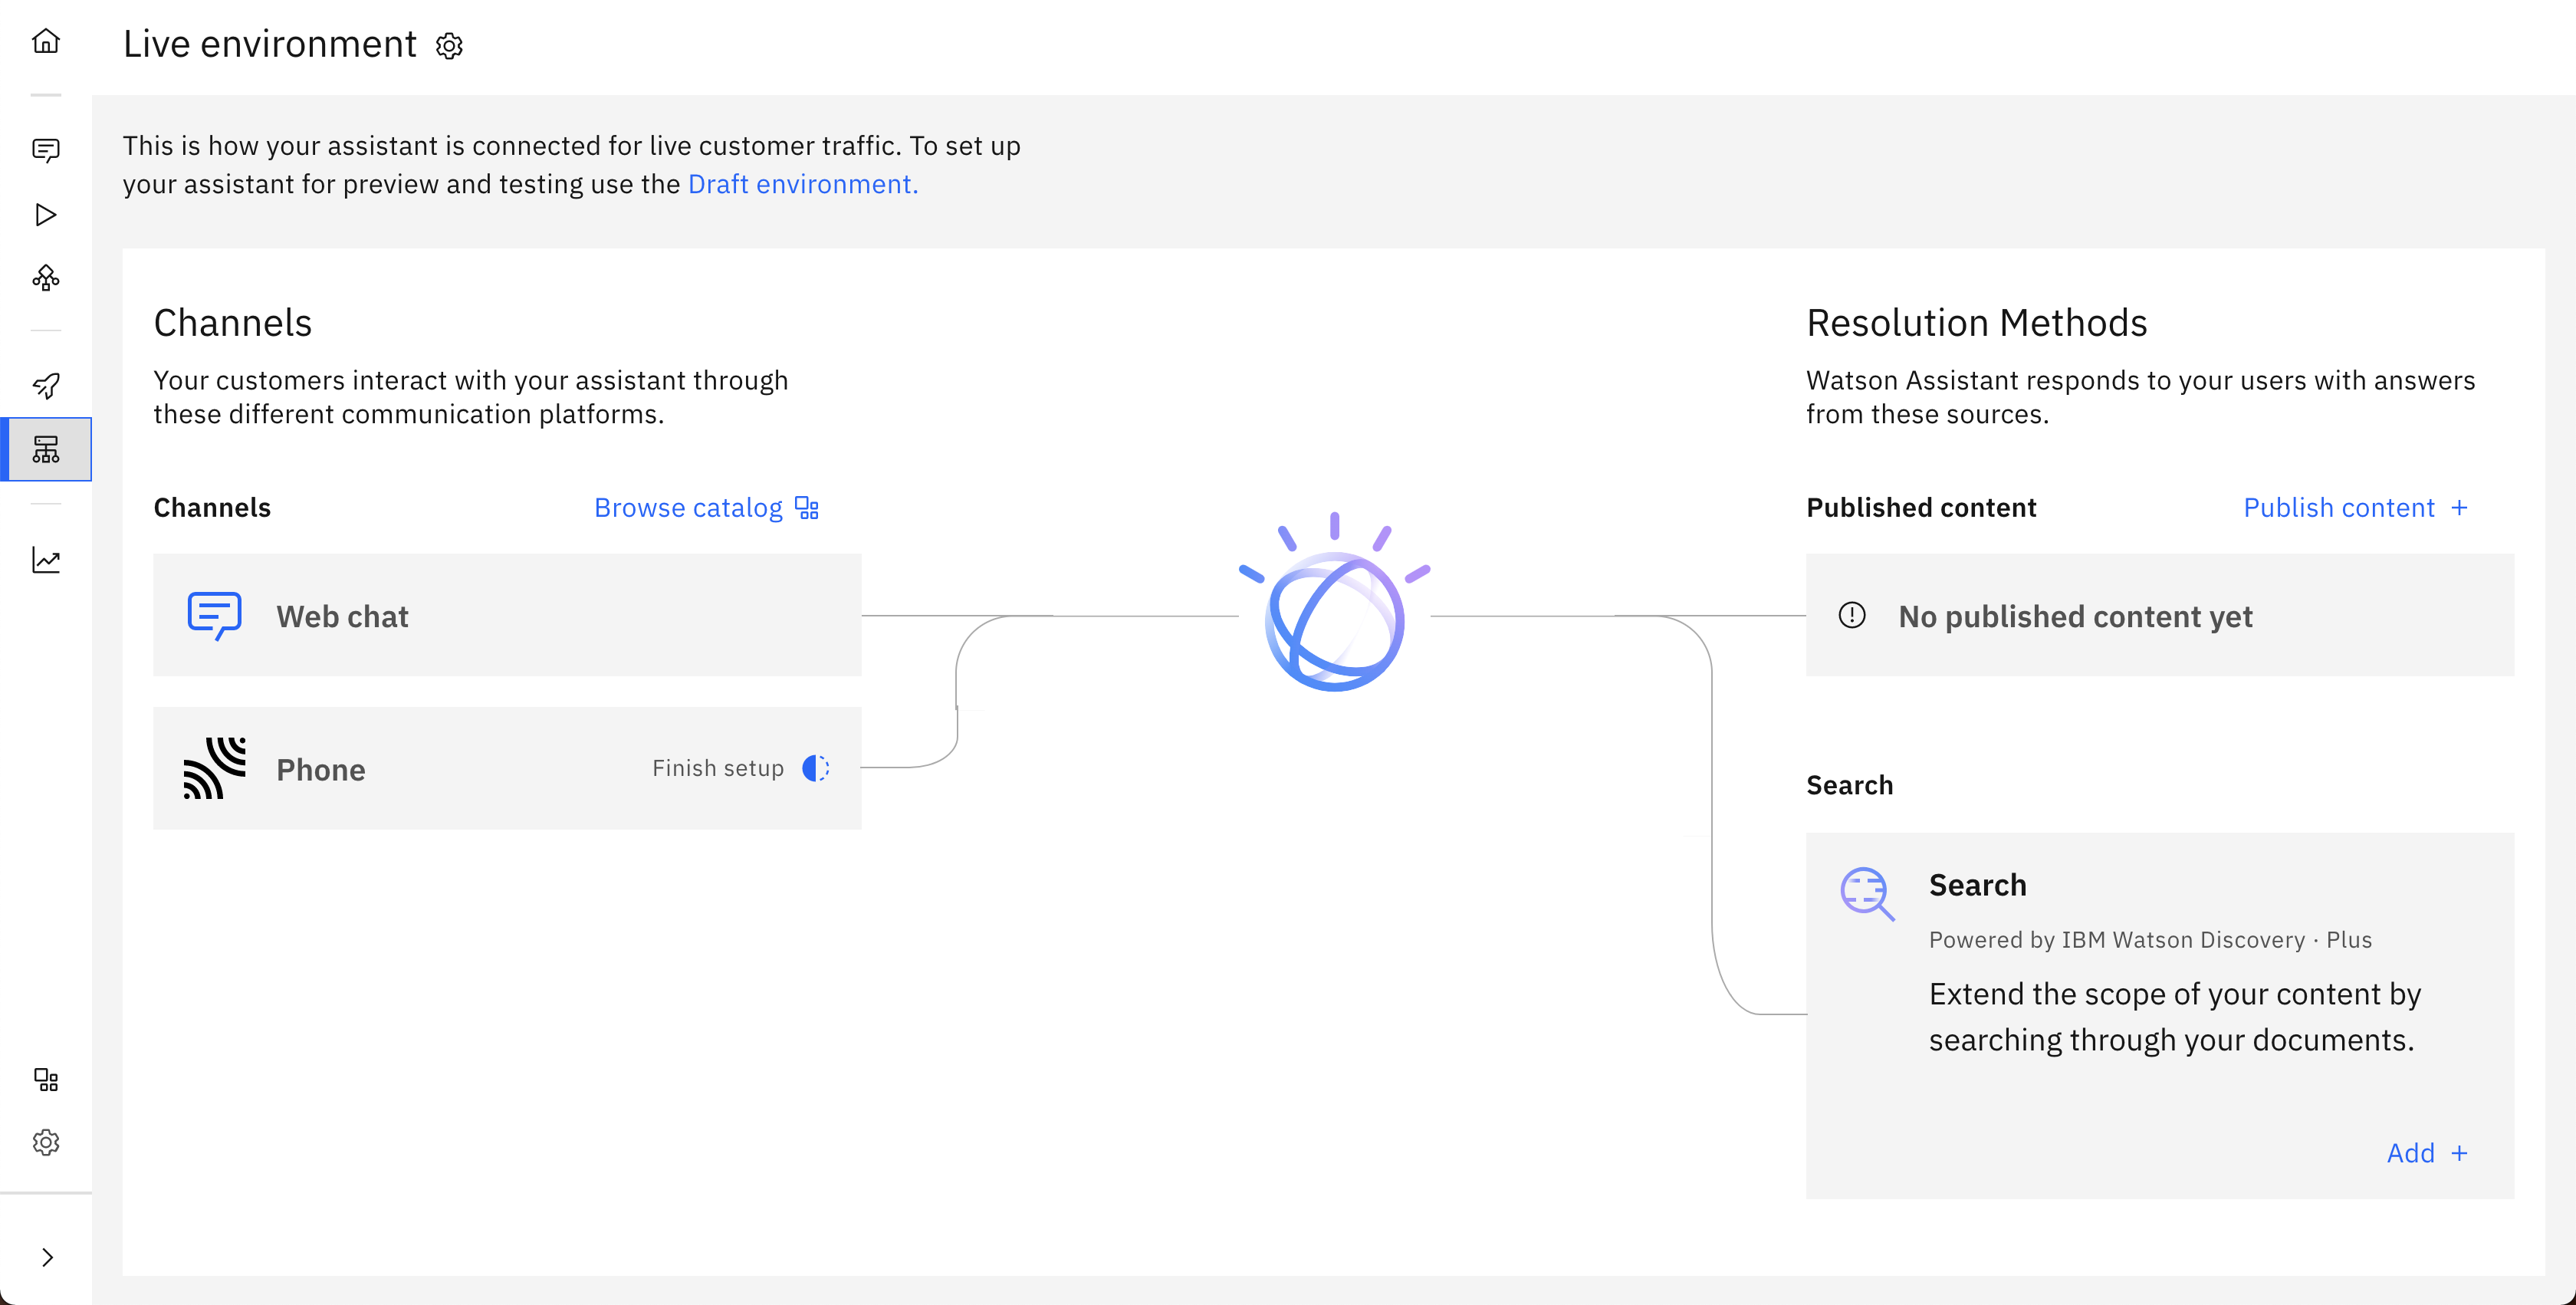 Live environment
This is how your assistant is connected for live customer traffic. To set up
your assistant for preview and testing use the Draft environment.
Channels
Your customers interact with your assistant through
these different communication platforms.
Channels
Browse catalog
Web chat
Phone
Finish setup
Resolution Methods
Watson Assistant responds to your users with answers
from these sources.
Published content
Publish content +
No published content yet
Search
Search
Powered by IBM Watson Discovery · Plus
Extend the scope of your content by
searching through your documents.
Add +